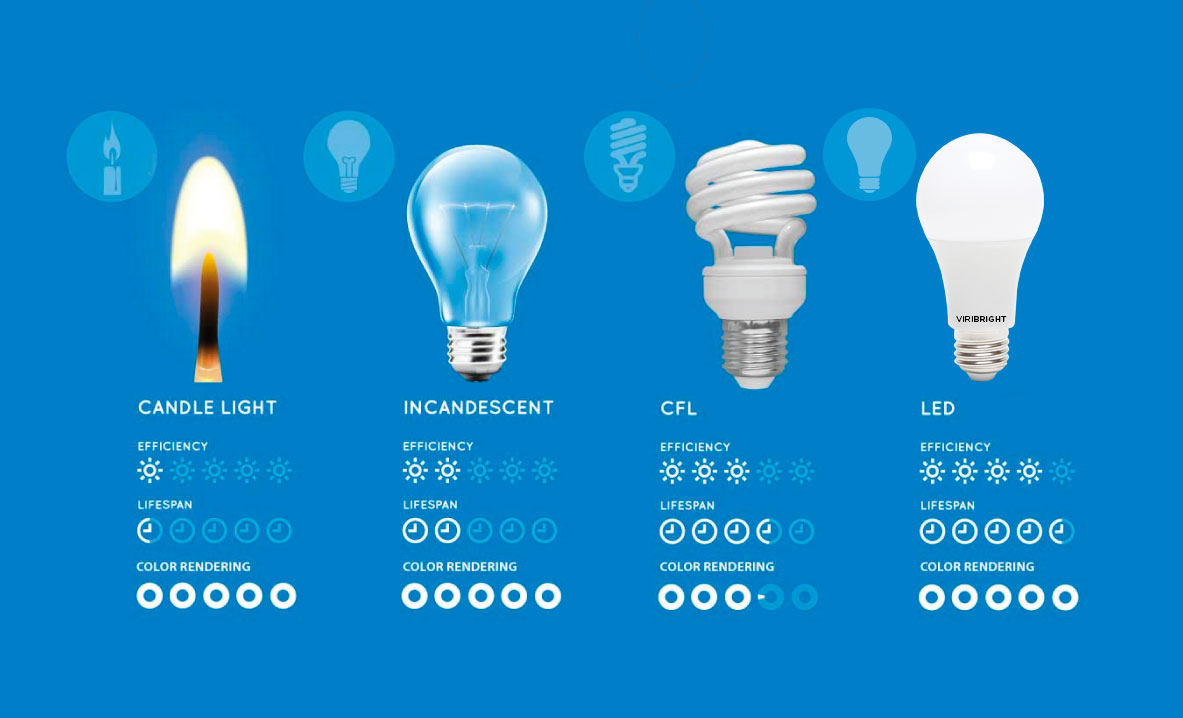 VIRIBRIGHT
CANDLE LIGHT
EFFICIENCY
LIFESPAN
COLOR RENDERING
INCANDESCENT
EFFICIENCY
LIFESPAN
COLOR RENDERING
CFL
EFFICIENCY
LIFESPAN
COLOR RENDERING
LED
EFFICIENCY
LIFESPAN
COLOR RENDERING